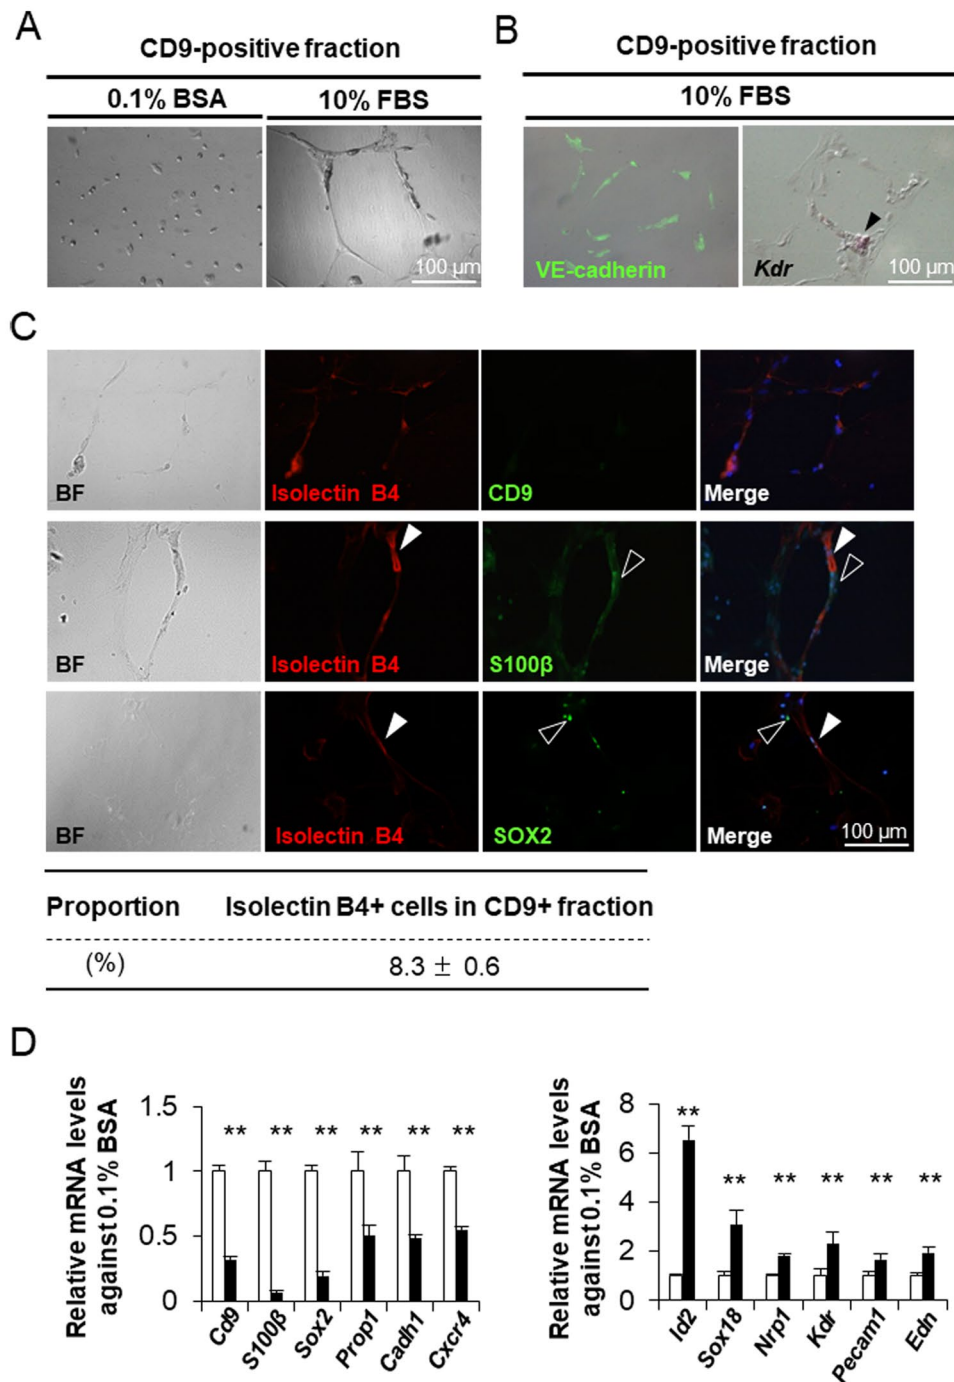 A
CD9-positive fraction
0.1% BSA 10% FBS
100 µm
B
CD9-positive fraction
10% FBS
VE-cadherin
Kdr
100 µm
C
BF Isolectin B4 CD9 Merge
BF Isolectin B4 S100β Merge
BF Isolectin B4 SOX2 Merge
100 µm
Proportion Isolectin B4+ cells in CD9+ fraction
(%) 8.3 ± 0.6
D
Relative mRNA levels
against 0.1% BSA
1.5
1
0.5
0
** ** ** ** ** **
Cd9 S100β Sox2 Prop1 Cadh1 Cxcr4
Relative mRNA levels
against 0.1% BSA
8
6
4
2
0
** ** ** ** ** **
Id2 Sox18 Nrp1 Kdr Pecam1 Edn